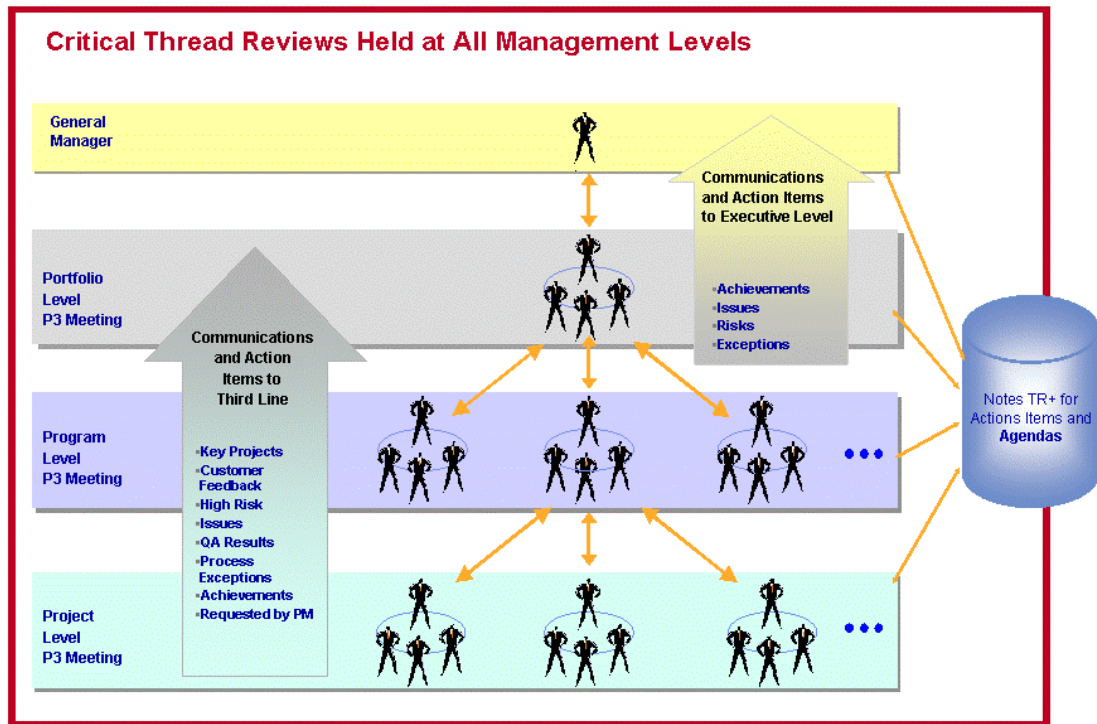 Critical Thread Reviews Held at All Management Levels
General
Manager
Communications
and Action Items
to Executive Level
▪Achievements
▪Issues
▪Risks
▪Exceptions
Portfolio
Level
P3 Meeting
Communications
and Action
Items to
Third Line
▪Key Projects
▪Customer
Feedback
▪High Risk
▪Issues
▪QA Results
▪Process
Exceptions
▪Achievements
▪Requested by PM
Program
Level
P3 Meeting
Project
Level
P3 Meeting
Notes TR+ for
Actions Items and
Agendas